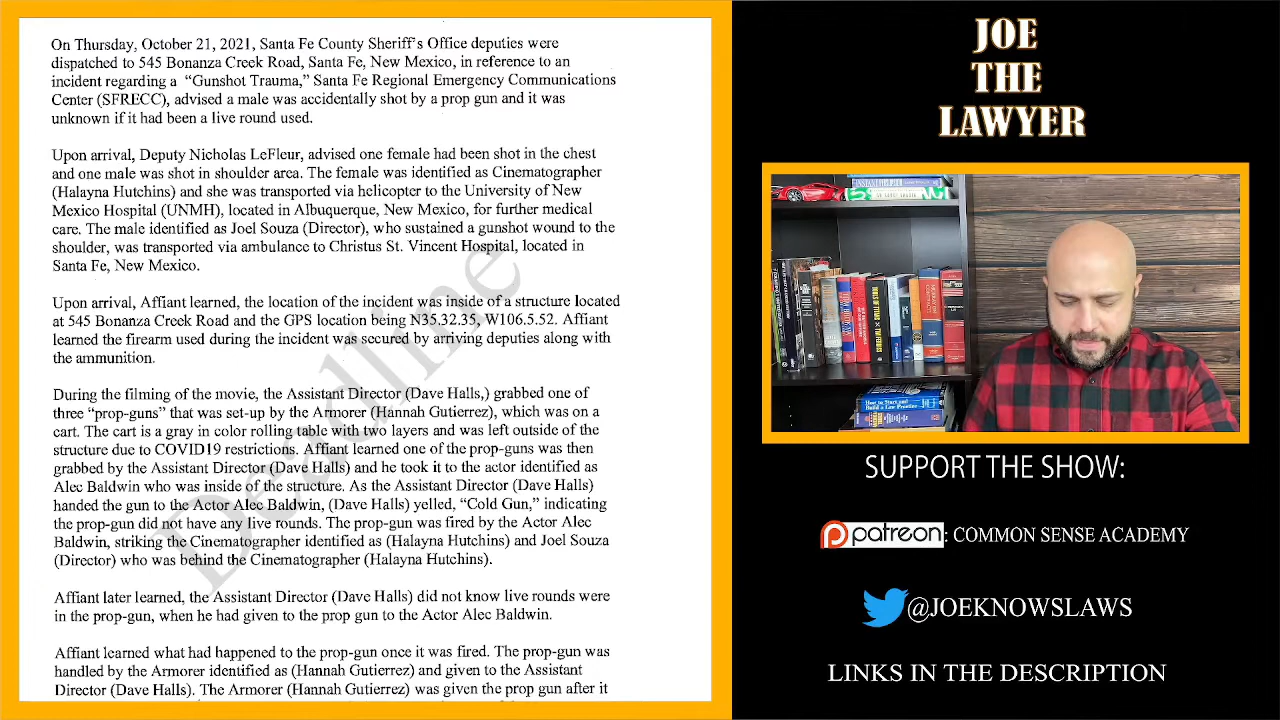 On Thursday, October 21, 2021, Santa Fe County Sheriff's Office deputies were
dispatched to 545 Bonanza Creek Road, Santa Fe, New Mexico, in reference to an
incident regarding a "Gunshot Trauma," Santa Fe Regional Emergency Communications
Center (SFRECC), advised a male was accidentally shot by a prop gun and it was
unknown if it had been a live round used.
Upon arrival, Deputy Nicholas LeFleur, advised one female had been shot in the chest
and one male was shot in shoulder area. The female was identified as Cinematographer
(Halayna Hutchins) and she was transported via helicopter to the University of New
Mexico Hospital (UNMH), located in Albuquerque, New Mexico, for further medical
care. The male identified as Joel Souza (Director), who sustained a gunshot wound to the
shoulder, was transported via ambulance to Christus St. Vincent Hospital, located in
Santa Fe, New Mexico.
Upon arrival, Affiant learned, the location of the incident was inside of a structure located
at 545 Bonanza Creek Road and the GPS location being N35.32.35, W106.5.52. Affiant
learned the firearm used during the incident was secured by arriving deputies along with
the ammunition.
During the filming of the movie, the Assistant Director (Dave Halls,) grabbed one of
three "prop-guns" that was set-up by the Armorer (Hannah Gutierrez), which was on a
cart. The cart is a gray in color rolling table with two layers and was left outside of the
structure due to COVID19 restrictions. Affiant learned one of the prop-guns was then
grabbed by the Assistant Director (Dave Halls) and he took it to the actor identified as
Alec Baldwin who was inside of the structure. As the Assistant Director (Dave Halls)
handed the gun to the Actor Alec Baldwin, (Dave Halls) yelled, "Cold Gun," indicating
the prop-gun did not have any live rounds. The prop-gun was fired by the Actor Alec
Baldwin, striking the Cinematographer identified as (Halayna Hutchins) and Joel Souza
(Director) who was behind the Cinematographer (Halayna Hutchins).
Affiant later learned, the Assistant Director (Dave Halls) did not know live rounds were
in the prop-gun, when he had given to the prop gun to the Actor Alec Baldwin.
Affiant learned what had happened to the prop-gun once it was fired. The prop-gun was
handled by the Armorer identified as (Hannah Gutierrez) and given to the Assistant
Director (Dave Halls). The Armorer (Hannah Gutierrez) was given the prop gun after it
Deadline
JOE
THE
LAWYER
How to Start and
Build a Law Practice
SUPPORT THE SHOW:
patreon: COMMON SENSE ACADEMY
@JOEKNOWSLAWS
LINKS IN THE DESCRIPTION